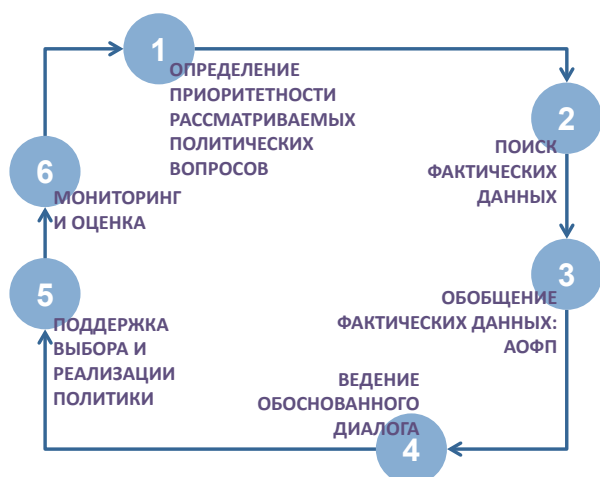 1
ОПРЕДЕЛЕНИЕ
ПРИОРИТЕТНОСТИ
РАССМАТРИВАЕМЫХ
ПОЛИТИЧЕСКИХ
ВОПРОСОВ
2
ПОИСК
ФАКТИЧЕСКИХ
ДАННЫХ
3
ОБОБЩЕНИЕ
ФАКТИЧЕСКИХ ДАННЫХ:
АОФП
4
ВЕДЕНИЕ
ОБОСНОВАННОГО
ДИАЛОГА
5
ПОДДЕРЖКА
ВЫБОРА И
РЕАЛИЗАЦИИ
ПОЛИТИКИ
6
МОНИТОРИНГ
И ОЦЕНКА